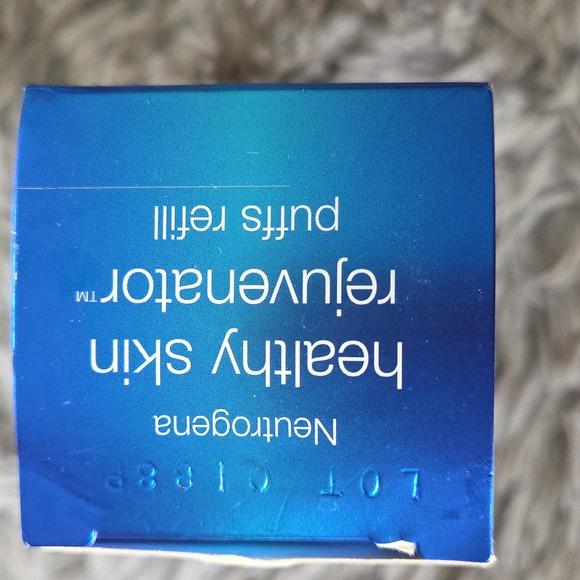 LOT
Neutrogena
healthy skin
rejuvenator™
puffs refill